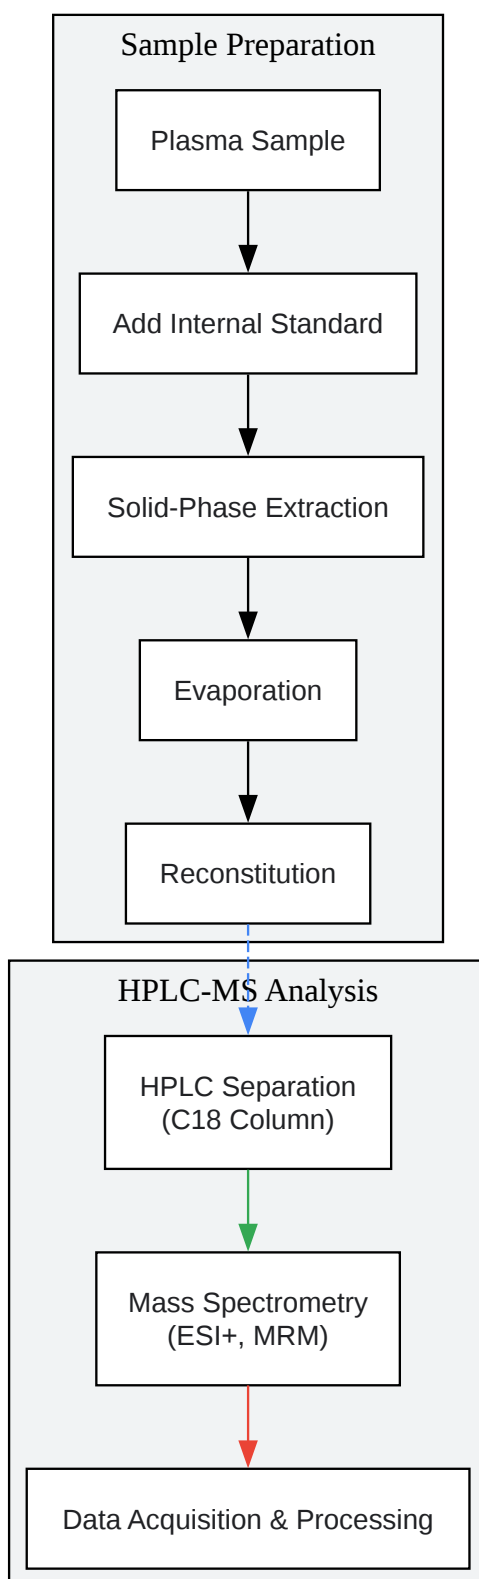 Sample Preparation
Plasma Sample
Add Internal Standard
Solid-Phase Extraction
Evaporation
Reconstitution
HPLC-MS Analysis
HPLC Separation
(C18 Column)
Mass Spectrometry
(ESI+, MRM)
Data Acquisition & Processing